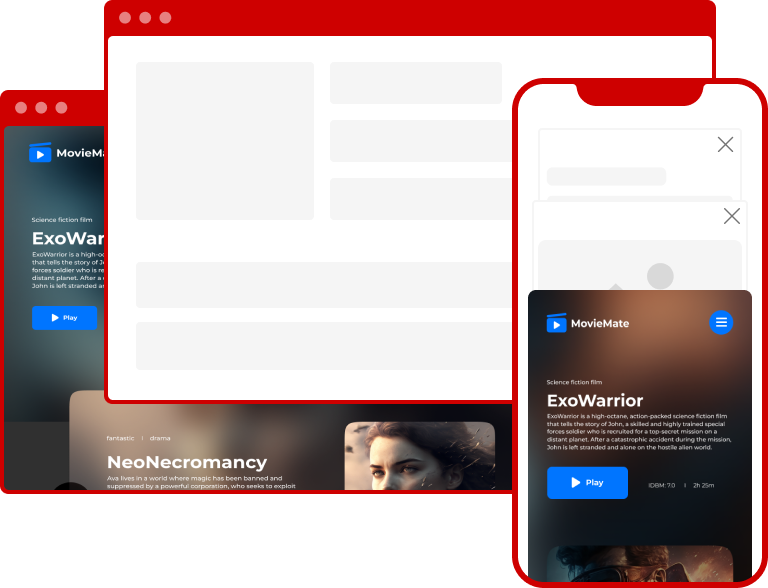 MovieMa
Science fiction film
ExoWar
ExoWarrior is a high-oc
that tells the story of J
forces soldier who is re
distant planet. After a
John is left stranded a
Play
fantastic | drama
NeoNecromancy
Ava lives in a world where magic has been banned and
suppressed by a powerful corporation, who seeks to exploit
MovieMate
Science fiction film
ExoWarrior
ExoWarrior is a high-octane, action-packed science fiction film
that tells the story of John, a skilled and highly trained special
forces soldier who is recruited for a top-secret mission on a
distant planet. After a catastrophic accident during the mission,
John is left stranded and alone on the hostile alien world.
Play
IDBM: 7.0 | 2h 25m